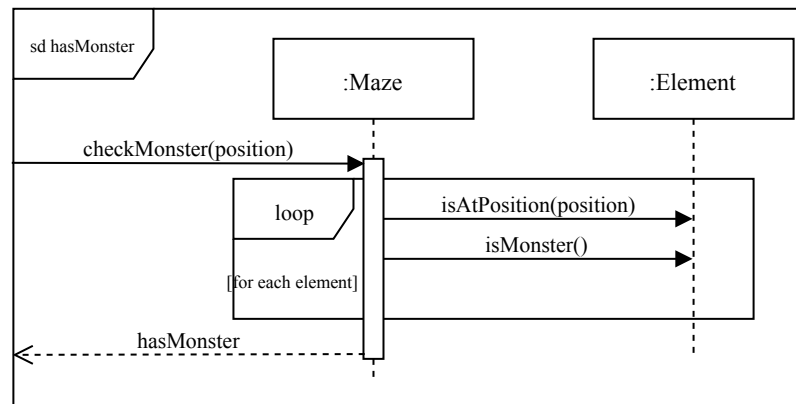 sd hasMonster
:Maze
:Element
checkMonster(position)
loop
isAtPosition(position)
isMonster()
[for each element]
hasMonster